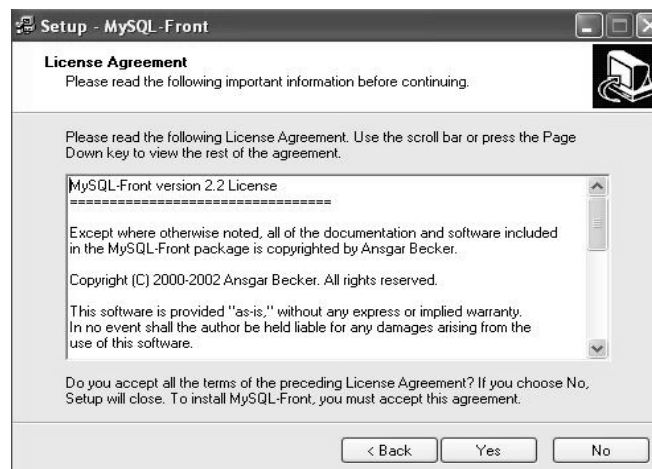 Setup - MySQL-Front
License Agreement
Please read the following important information before continuing.
Please read the following License Agreement. Use the scroll bar or press the Page
Down key to view the rest of the agreement.
MySQL-Front version 2.2 License
==================================
Except where otherwise noted, all of the documentation and software included
in the MySQL-Front package is copyrighted by Ansgar Becker.
Copyright (C) 2000-2002 Ansgar Becker. All rights reserved.
This software is provided "as-is," without any express or implied warranty.
In no event shall the author be held liable for any damages arising from the
use of this software.
Do you accept all the terms of the preceding License Agreement? If you choose No,
Setup will close. To install MySQL-Front, you must accept this agreement.
< Back Yes No